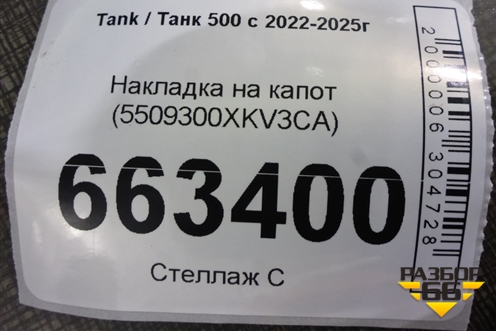 Tank / Танк 500 с 2022-2025г
Накладка на капот
(5509300XKV3CA)
663400
Стеллаж С
2000006304728
РАЗБОР
66